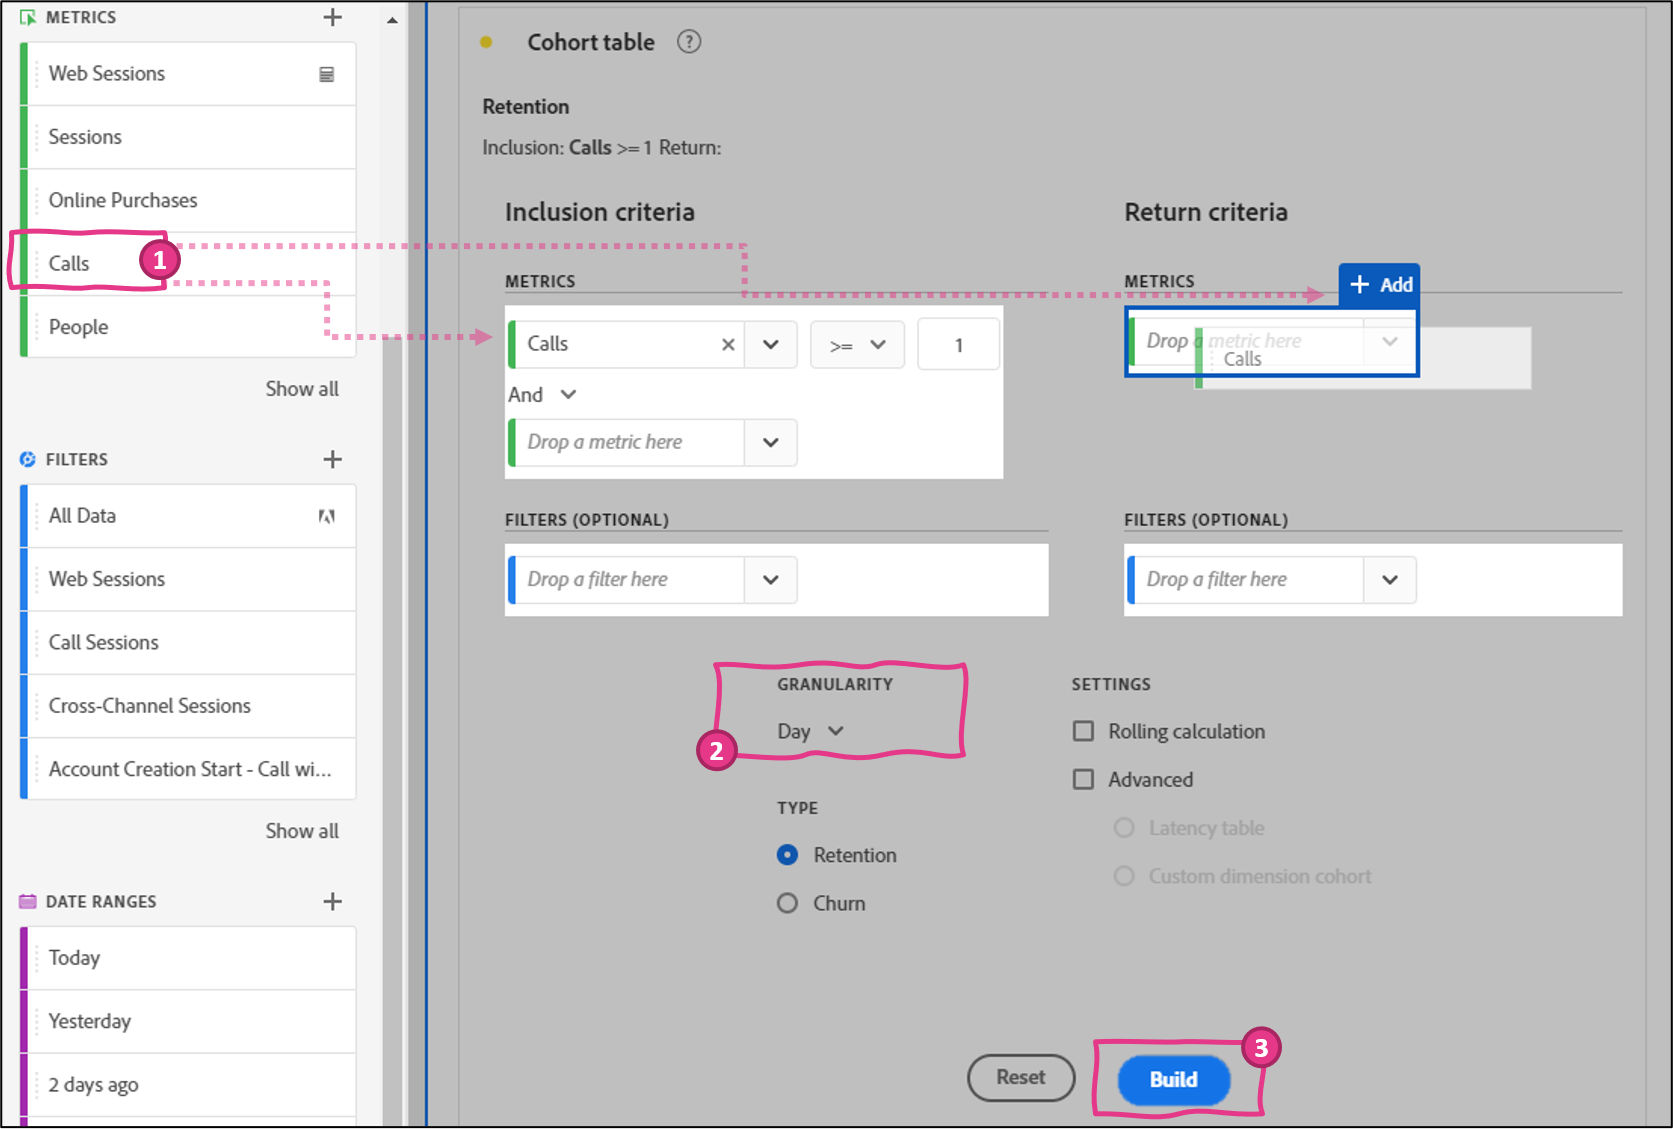 METRICS
Web Sessions
Sessions
Online Purchases
Calls
1
People
Show all
FILTERS
All Data
Web Sessions
Call Sessions
Cross-Channel Sessions
Account Creation Start - Call wi...
Show all
DATE RANGES
Today
Yesterday
2 days ago
Cohort table ?
Retention
Inclusion: Calls >= 1 Return:
Inclusion criteria
METRICS
Calls >= 1
And
Drop a metric here
FILTERS (OPTIONAL)
Drop a filter here
Return criteria
METRICS
+ Add
Drop a metric here
Calls
FILTERS (OPTIONAL)
Drop a filter here
GRANULARITY
Day
2
TYPE
Retention
Churn
SETTINGS
Rolling calculation
Advanced
Latency table
Custom dimension cohort
Reset
Build
3